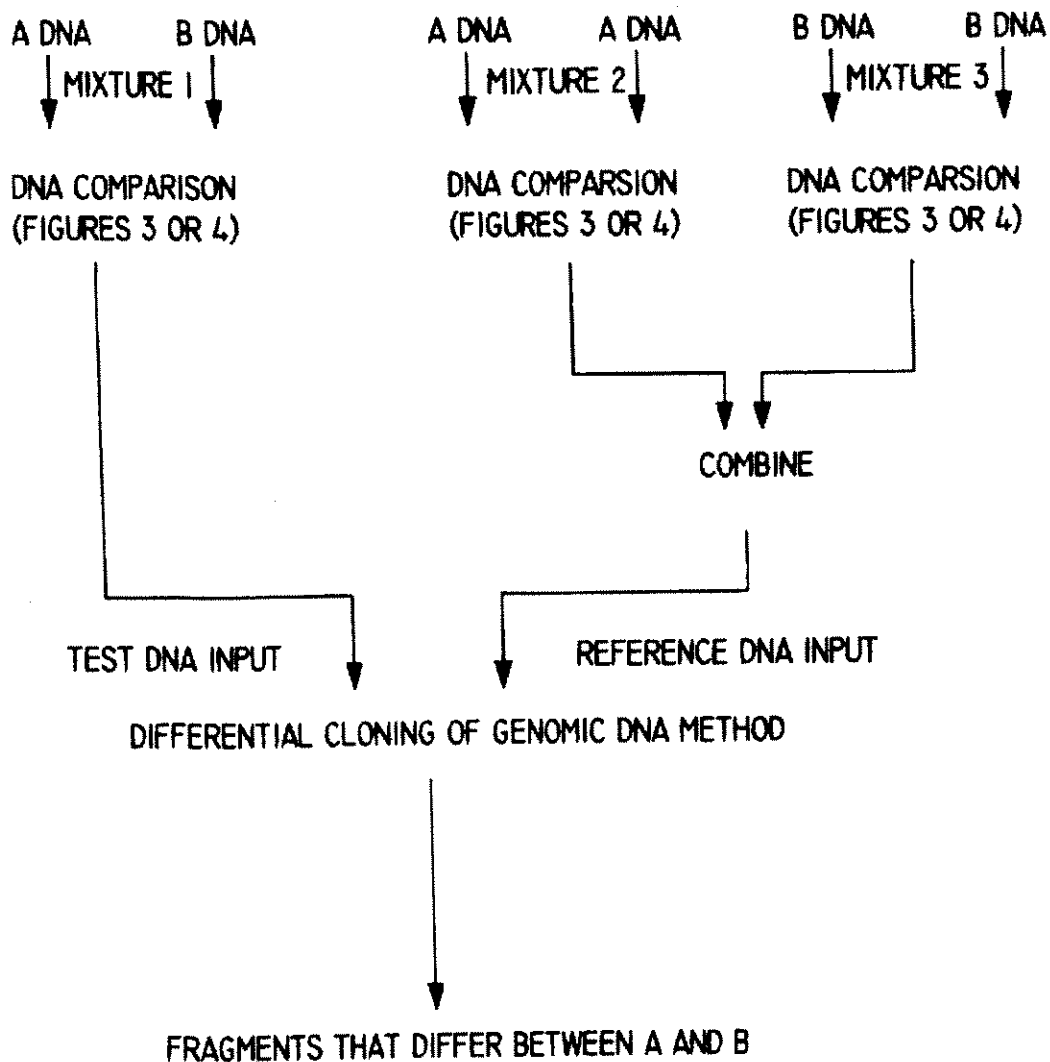 A DNA B DNA A DNA A DNA B DNA B DNA
MIXTURE 1 MIXTURE 2 MIXTURE 3
DNA COMPARISON DNA COMPARSION DNA COMPARSION
(FIGURES 3 OR 4) (FIGURES 3 OR 4) (FIGURES 3 OR 4)
COMBINE
TEST DNA INPUT REFERENCE DNA INPUT
DIFFERENTIAL CLONING OF GENOMIC DNA METHOD
FRAGMENTS THAT DIFFER BETWEEN A AND B